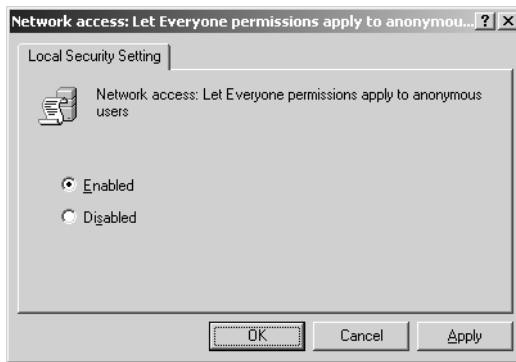 Network access: Let Everyone permissions apply to anonymou...
Local Security Setting
Network access: Let Everyone permissions apply to anonymous
users
Enabled
Disabled
OK
Cancel
Apply